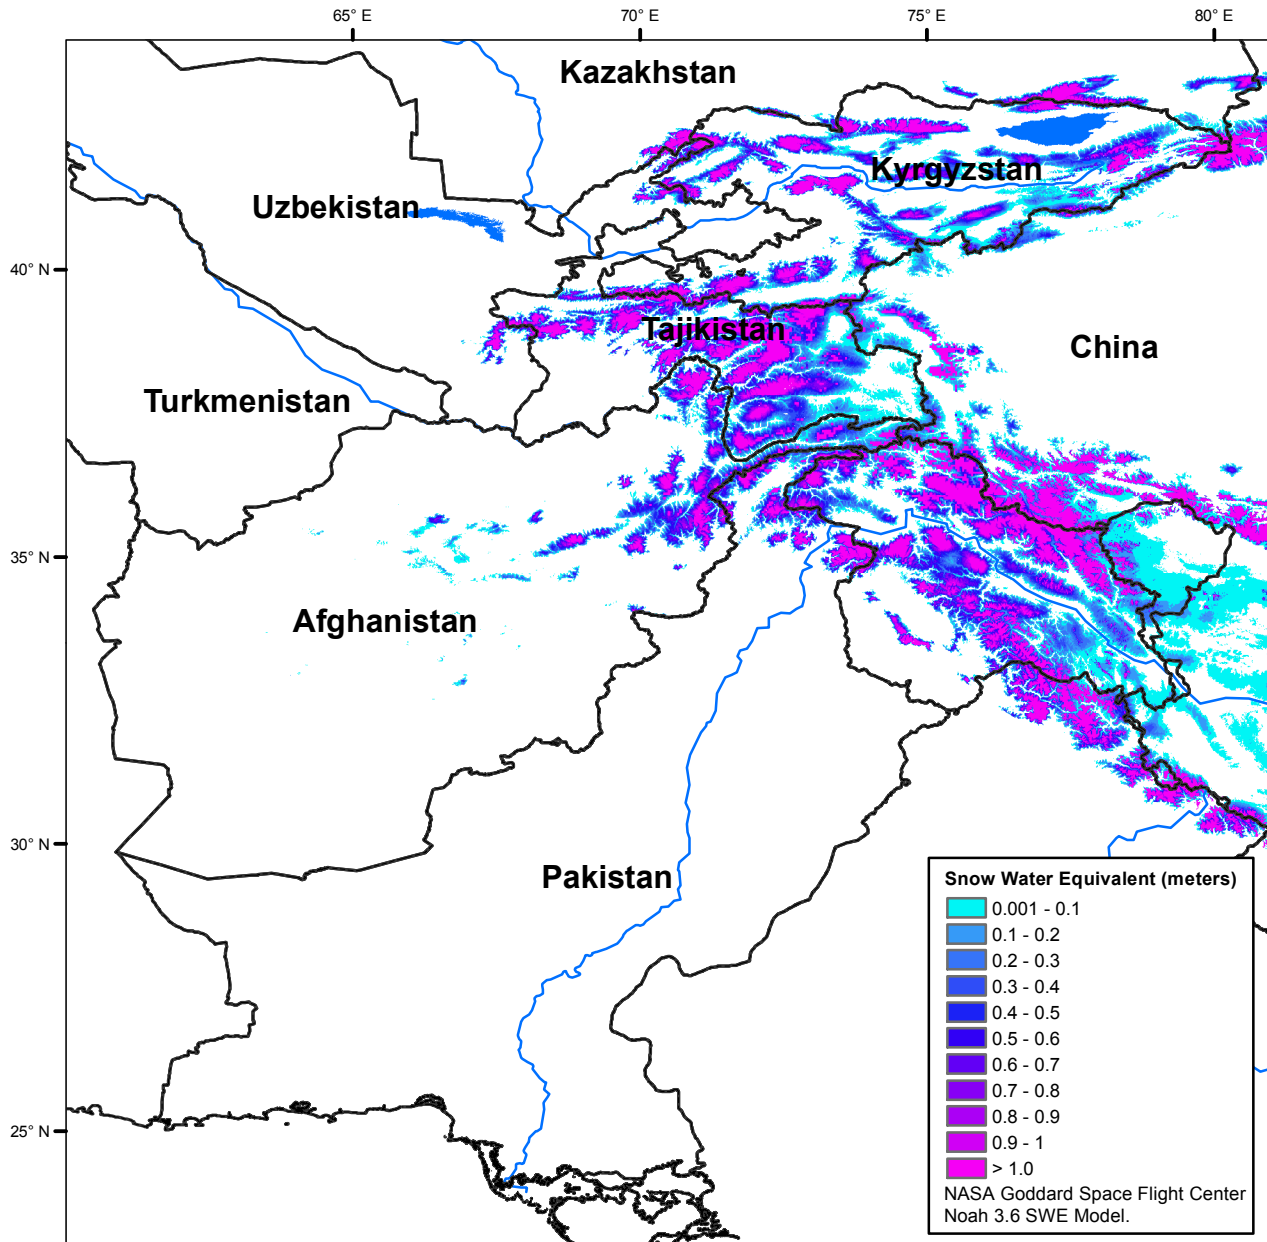 65° E
70° E
75° E
80° E
Kazakhstan
Kyrgyzstan
Uzbekistan
40° N
Tajikistan
China
Turkmenistan
35° N
Afghanistan
30° N
Pakistan
25° N
Snow Water Equivalent (meters)
0.001 - 0.1
0.1 - 0.2
0.2 - 0.3
0.3 - 0.4
0.4 - 0.5
0.5 - 0.6
0.6 - 0.7
0.7 - 0.8
0.8 - 0.9
0.9 - 1
> 1.0
NASA Goddard Space Flight Center
Noah 3.6 SWE Model.